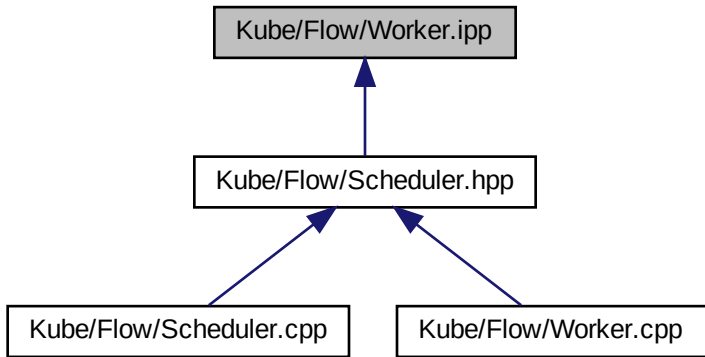 Kube/Flow/Worker.ipp
Kube/Flow/Scheduler.hpp
Kube/Flow/Scheduler.cpp
Kube/Flow/Worker.cpp